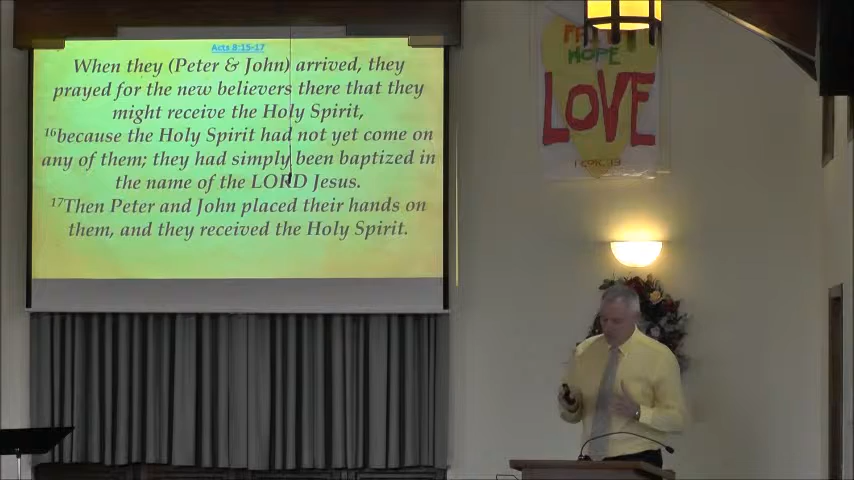 Acts 8:15-17
When they (Peter & John) arrived, they
prayed for the new believers there that they
might receive the Holy Spirit,
16because the Holy Spirit had not yet come on
any of them; they had simply been baptized in
the name of the LORD Jesus.
17Then Peter and John placed their hands on
them, and they received the Holy Spirit.
HOPE
LOVE
1 COR. 13